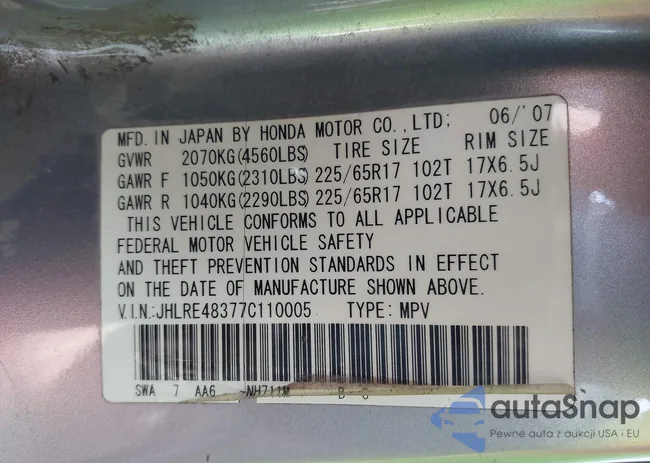 MFD. IN JAPAN BY HONDA MOTOR CO.,LTD; 06/'07
GVWR 2070KG(4560LBS) TIRE SIZE RIM SIZE
GAWR F 1050KG(2310LBS) 225/65R17 102T 17X6.5J
GAWR R 1040KG(2290LBS) 225/65R17 102T 17X6.5J
THIS VEHICLE CONFORMS TO ALL APPLICABLE
FEDERAL MOTOR VEHICLE SAFETY
AND THEFT PREVENTION STANDARDS IN EFFECT
ON THE DATE OF MANUFACTURE SHOWN ABOVE.
V.I.N.:JHLRE48377C110005 TYPE: MPV
SWA 7 AA6 -NH711M B-C
autoSnap
Pewne auta z aukcji USA i EU